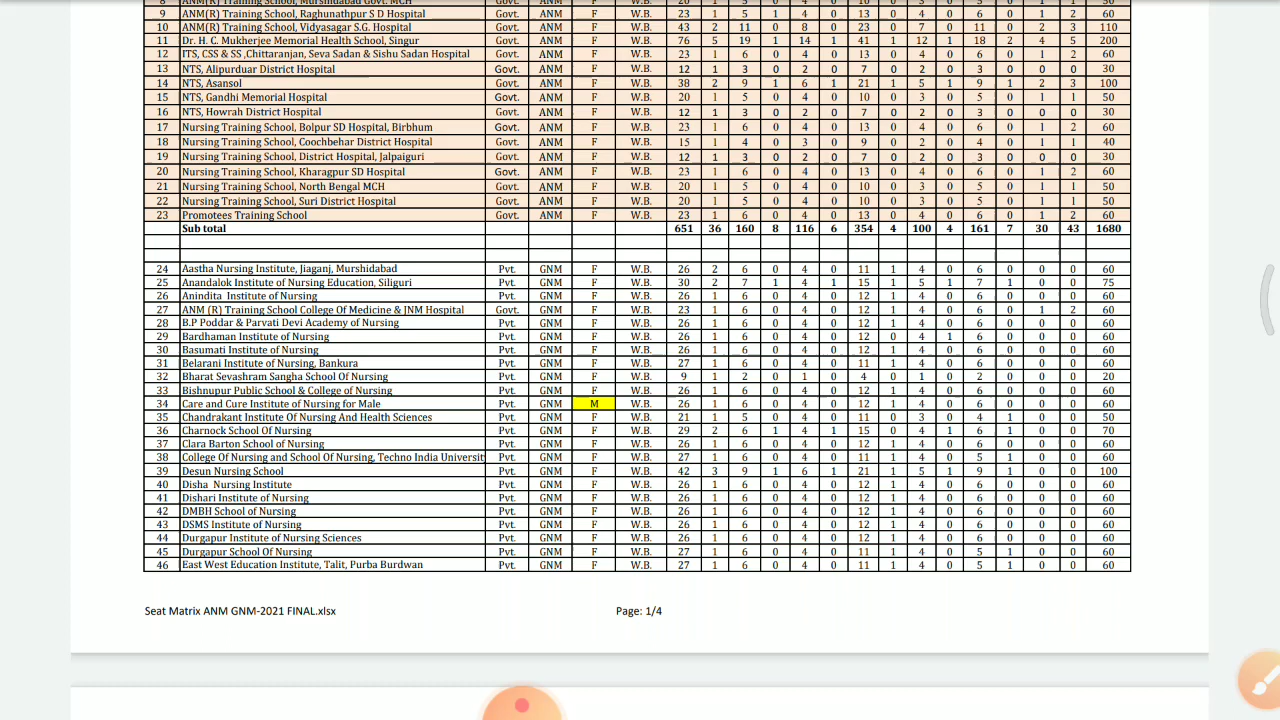 8 ANM(R) Training School, Murshidabad Govt. MCH Govt. ANM F W.B. 20 1 5 0 4 0 10 0 3 0 5 0 1 1 50
9 ANM(R) Training School, Raghunathpur S D Hospital Govt. ANM F W.B. 23 1 5 1 4 0 13 0 4 0 6 0 1 2 60
10 ANM(R) Training School, Vidyasagar S.G. Hospital Govt. ANM F W.B. 43 2 11 0 8 0 23 0 7 0 11 0 2 3 110
11 Dr. H. C. Mukherjee Memorial Health School, Singur Govt. ANM F W.B. 76 5 19 1 14 1 41 1 12 1 18 2 4 5 200
12 ITS, CSS & SS ,Chittaranjan, Seva Sadan & Sishu Sadan Hospital Govt. ANM F W.B. 23 1 6 0 4 0 13 0 4 0 6 0 1 2 60
13 NTS, Alipurduar District Hospital Govt. ANM F W.B. 12 1 3 0 2 0 7 0 2 0 3 0 0 0 30
14 NTS, Asansol Govt. ANM F W.B. 38 2 9 1 6 1 21 1 5 1 9 1 2 3 100
15 NTS, Gandhi Memorial Hospital Govt. ANM F W.B. 20 1 5 0 4 0 10 0 3 0 5 0 1 1 50
16 NTS, Howrah District Hospital Govt. ANM F W.B. 12 1 3 0 2 0 7 0 2 0 3 0 0 0 30
17 Nursing Training School, Bolpur SD Hospital, Birbhum Govt. ANM F W.B. 23 1 6 0 4 0 13 0 4 0 6 0 1 2 60
18 Nursing Training School, Coochbehar District Hospital Govt. ANM F W.B. 15 1 4 0 3 0 9 0 2 0 4 0 1 1 40
19 Nursing Training School, District Hospital, Jalpaiguri Govt. ANM F W.B. 12 1 3 0 2 0 7 0 2 0 3 0 0 0 30
20 Nursing Training School, Kharagpur SD Hospital Govt. ANM F W.B. 23 1 6 0 4 0 13 0 4 0 6 0 1 2 60
21 Nursing Training School, North Bengal MCH Govt. ANM F W.B. 20 1 5 0 4 0 10 0 3 0 5 0 1 1 50
22 Nursing Training School, Suri District Hospital Govt. ANM F W.B. 20 1 5 0 4 0 10 0 3 0 5 0 1 1 50
23 Promotees Training School Govt. ANM F W.B. 23 1 6 0 4 0 13 0 4 0 6 0 1 2 60
Sub total 651 36 160 8 116 6 354 4 100 4 161 7 30 43 1680
24 Aastha Nursing Institute, Jiaganj, Murshidabad Pvt. GNM F W.B. 26 2 6 0 4 0 11 1 4 0 6 0 0 0 60
25 Anandalok Institute of Nursing Education, Siliguri Pvt. GNM F W.B. 30 2 7 1 4 1 15 1 5 1 7 1 0 0 75
26 Anindita Institute of Nursing Pvt. GNM F W.B. 26 1 6 0 4 0 12 1 4 0 6 0 0 0 60
27 ANM (R) Training School College Of Medicine & JNM Hospital Govt. GNM F W.B. 23 1 6 0 4 0 12 1 4 0 6 0 1 2 60
28 B.P Poddar & Parvati Devi Academy of Nursing Pvt. GNM F W.B. 26 1 6 0 4 0 12 1 4 0 6 0 0 0 60
29 Bardhaman Institute of Nursing Pvt. GNM F W.B. 26 1 6 0 4 0 12 0 4 1 6 0 0 0 60
30 Basumati Institute of Nursing Pvt. GNM F W.B. 26 1 6 0 4 0 12 1 4 0 6 0 0 0 60
31 Belarani Institute of Nursing, Bankura Pvt. GNM F W.B. 27 1 6 0 4 0 11 1 4 0 6 0 0 0 60
32 Bharat Sevashram Sangha School Of Nursing Pvt. GNM F W.B. 9 1 2 0 1 0 4 0 1 0 2 0 0 0 20
33 Bishnupur Public School & College of Nursing Pvt. GNM F W.B. 26 1 6 0 4 0 12 1 4 0 6 0 0 0 60
34 Care and Cure Institute of Nursing for Male Pvt. GNM M W.B. 26 1 6 0 4 0 12 1 4 0 6 0 0 0 60
35 Chandrakant Institute Of Nursing And Health Sciences Pvt. GNM F W.B. 21 1 5 0 4 0 11 0 3 0 4 1 0 0 50
36 Charnock School Of Nursing Pvt. GNM F W.B. 29 2 6 1 4 1 15 0 4 1 6 1 0 0 70
37 Clara Barton School of Nursing Pvt. GNM F W.B. 26 1 6 0 4 0 12 1 4 0 6 0 0 0 60
38 College Of Nursing and School Of Nursing, Techno India Universit Pvt. GNM F W.B. 27 1 6 0 4 0 11 1 4 0 5 1 0 0 60
39 Desun Nursing School Pvt. GNM F W.B. 42 3 9 1 6 1 21 1 5 1 9 1 0 0 100
40 Disha Nursing Institute Pvt. GNM F W.B. 26 1 6 0 4 0 12 1 4 0 6 0 0 0 60
41 Dishari Institute of Nursing Pvt. GNM F W.B. 26 1 6 0 4 0 12 1 4 0 6 0 0 0 60
42 DMBH School of Nursing Pvt. GNM F W.B. 26 1 6 0 4 0 12 1 4 0 6 0 0 0 60
43 DSMS Institute of Nursing Pvt. GNM F W.B. 26 1 6 0 4 0 12 1 4 0 6 0 0 0 60
44 Durgapur Institute of Nursing Sciences Pvt. GNM F W.B. 26 1 6 0 4 0 12 1 4 0 6 0 0 0 60
45 Durgapur School Of Nursing Pvt. GNM F W.B. 27 1 6 0 4 0 11 1 4 0 5 1 0 0 60
46 East West Education Institute, Talit, Purba Burdwan Pvt. GNM F W.B. 27 1 6 0 4 0 11 1 4 0 5 1 0 0 60
Seat Matrix ANM GNM-2021 FINAL.xlsx Page: 1/4